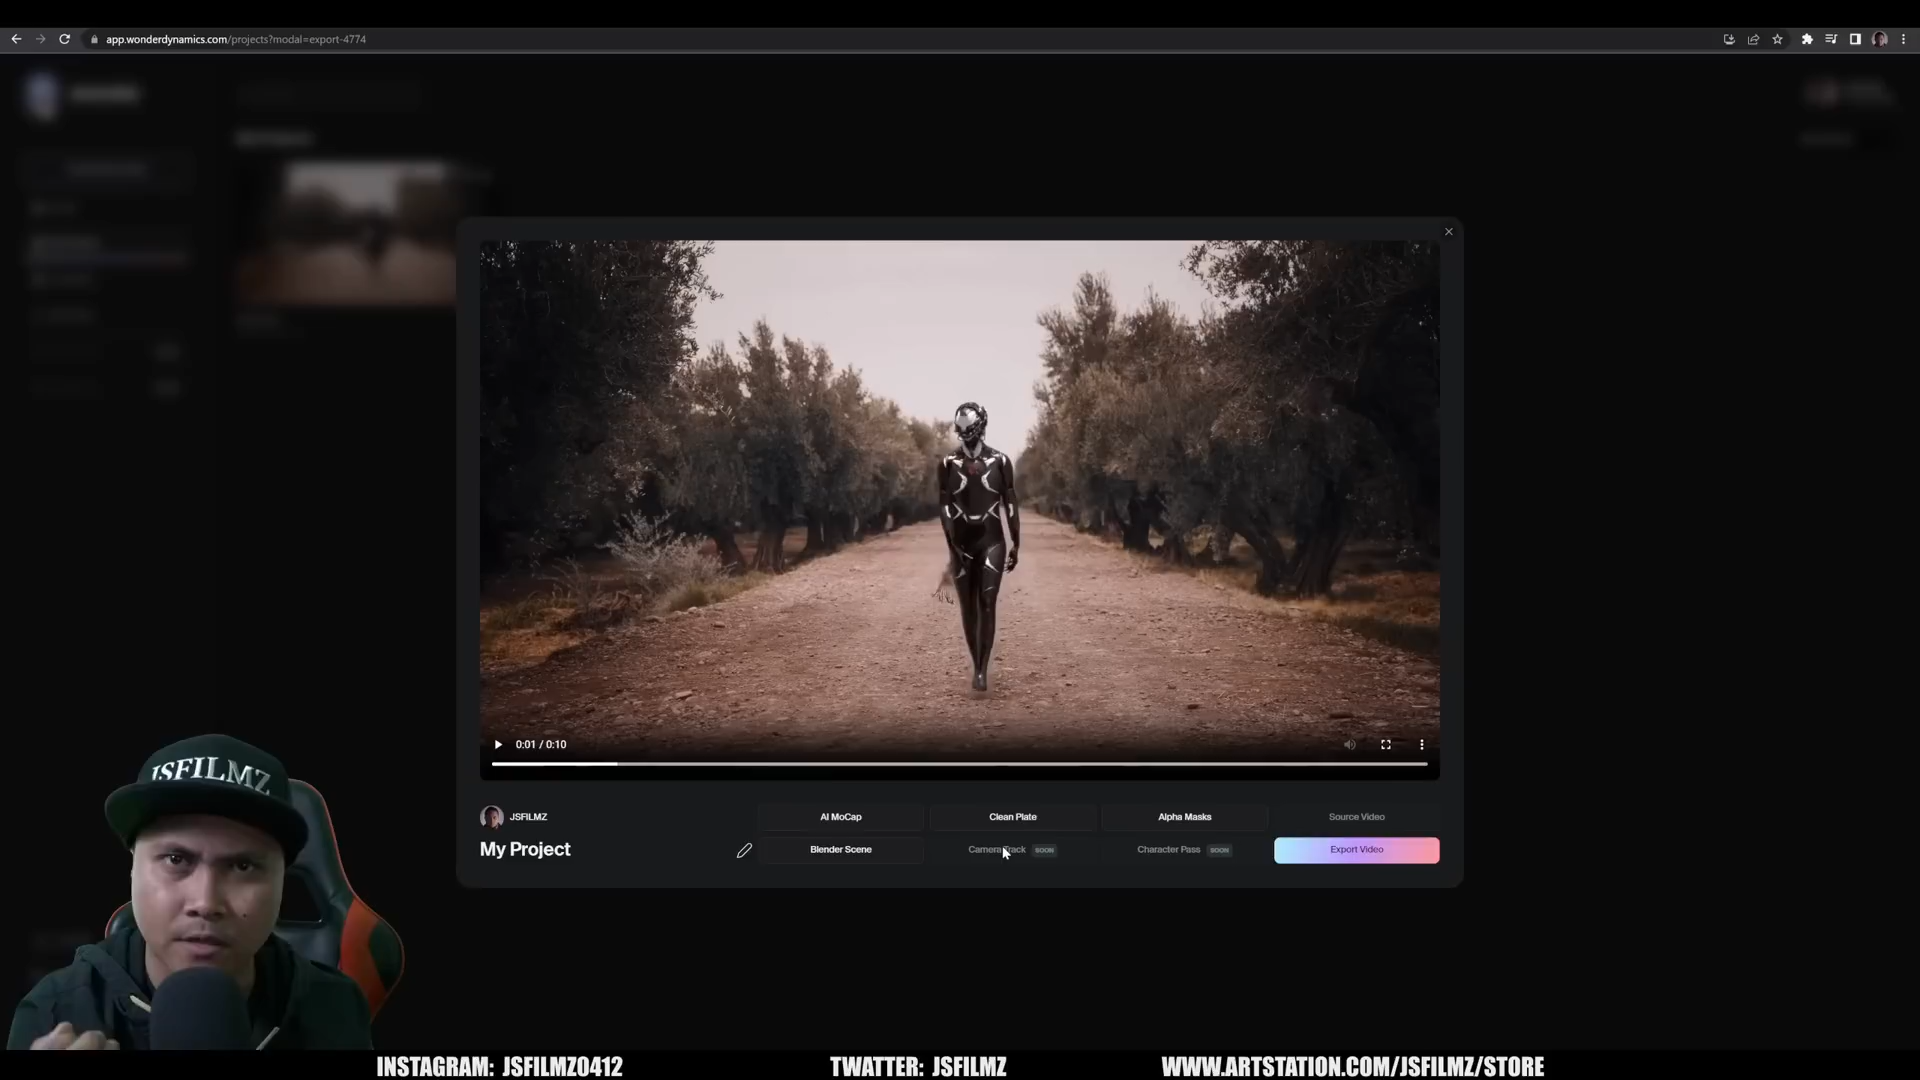 app.wonderdynamics.com/projects?modal=export-4774
0:01 / 0:10
JSFILMZ
My Project
AI MoCap
Clean Plate
Alpha Masks
Source Video
Blender Scene
Camera Track SOON
Character Pass SOON
Export Video
JSFILMZ
INSTAGRAM: JSFILMZ0412
TWATTER: JSFILMZ
WWW.ARTSTATION.COM/JSFILMZ/STORE